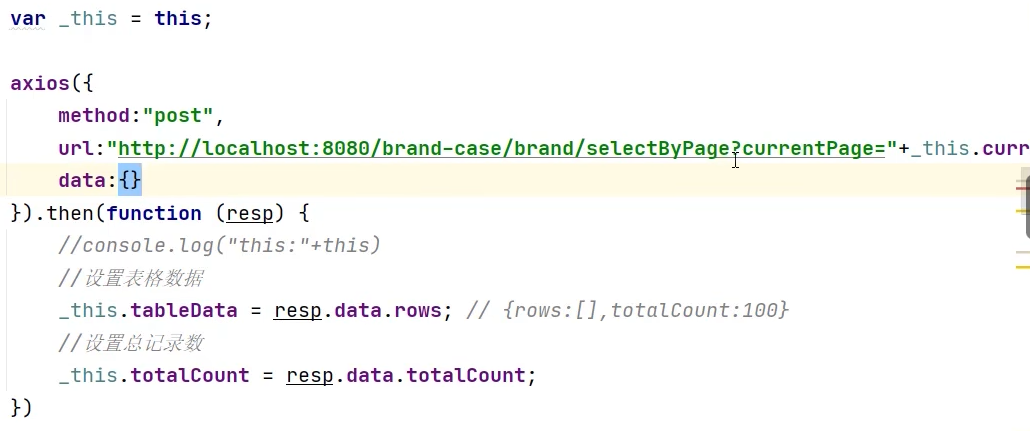 var _this = this;
axios({
method:"post",
url:"http://localhost:8080/brand-case/brand/selectByPage?currentPage="+_this.curr
data:{}
}).then(function (resp) {
//console.log("this:"+this)
//设置表格数据
_this.tableData = resp.data.rows; // {rows:[],totalCount:100}
//设置总记录数
_this.totalCount = resp.data.totalCount;
})